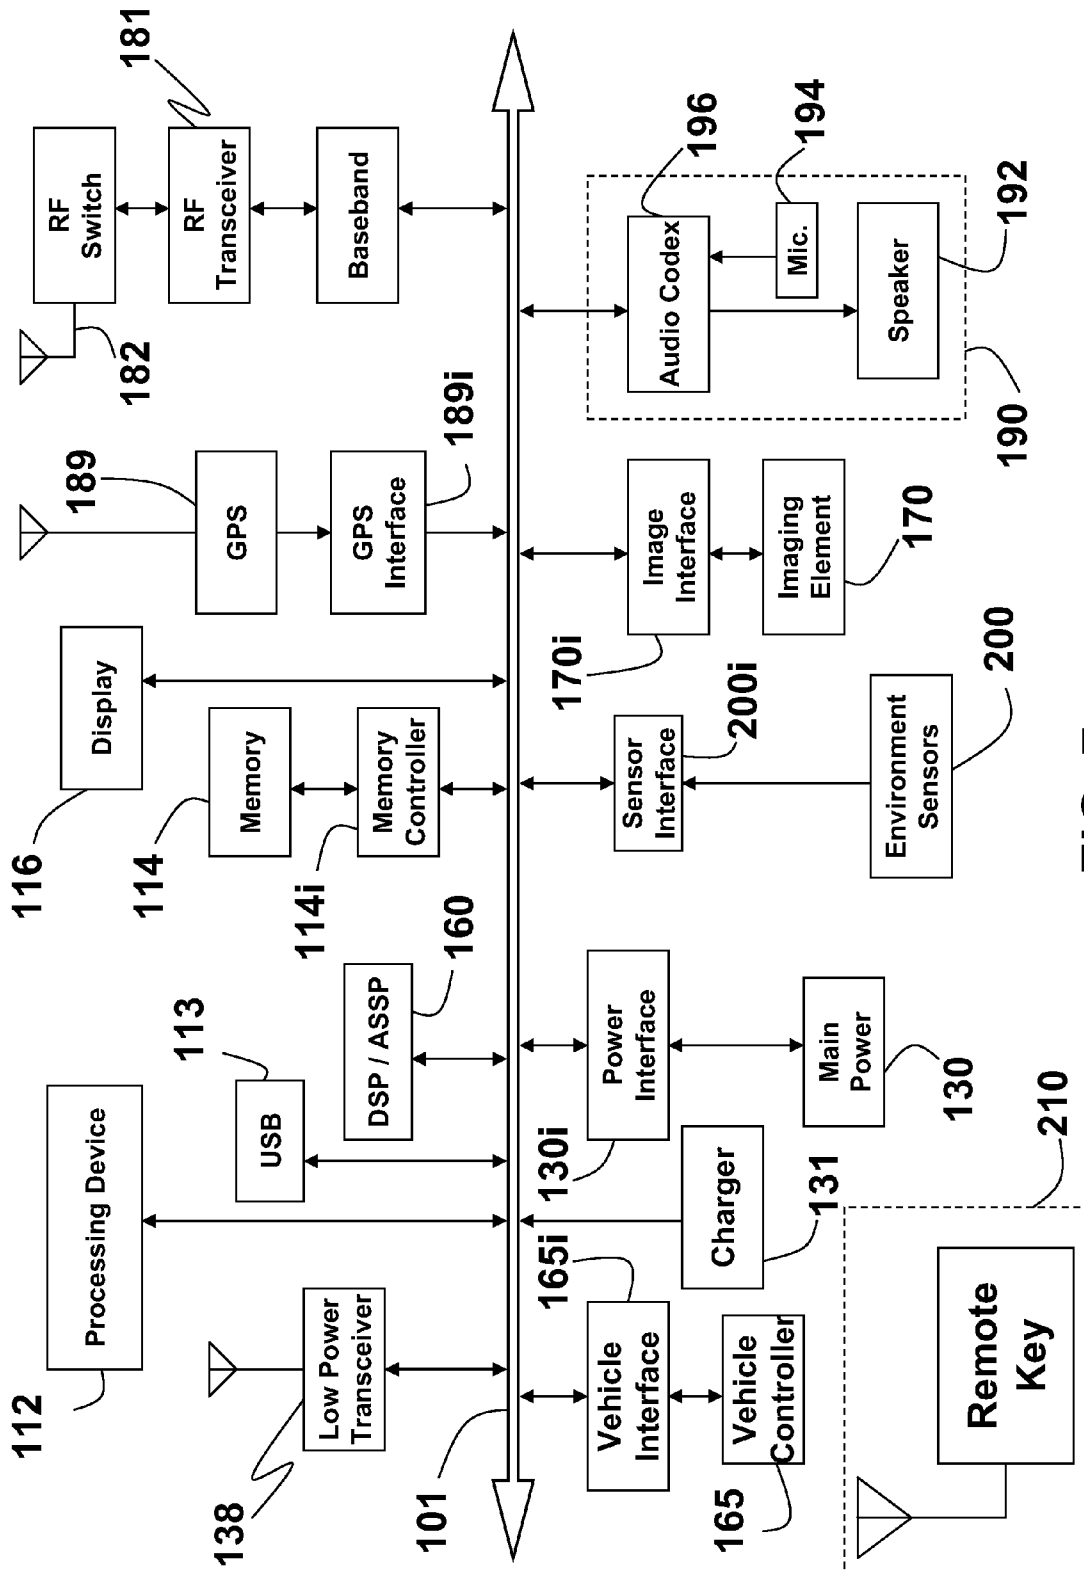 112
Processing Device
116
Display
RF
Switch
182
181
RF
Transceiver
Baseband
189
GPS
GPS
Interface
189i
114
Memory
114i
Memory
Controller
113
USB
DSP / ASSP
160
138
Low Power
Transceiver
101
165i
Vehicle
Interface
165
Vehicle
Controller
Charger
131
130i
Power
Interface
Main
Power
130
Sensor
Interface
200i
Environment
Sensors
200
170i
Image
Interface
Imaging
Element
170
196
Audio Codex
194
Mic.
Speaker
192
190
210
Remote
Key